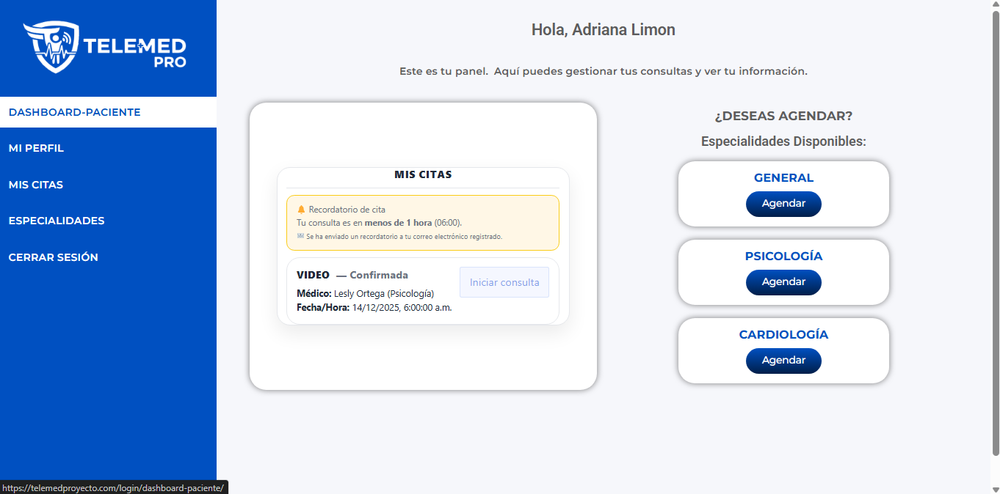 TELEMED
PRO
DASHBOARD-PACIENTE
MI PERFIL
MIS CITAS
ESPECIALIDADES
CERRAR SESIÓN
Hola, Adriana Limon
Este es tu panel. Aquí puedes gestionar tus consultas y ver tu información.
MIS CITAS
Recordatorio de cita
Tu consulta es en menos de 1 hora (06:00).
Se ha enviado un recordatorio a tu correo electrónico registrado.
VIDEO — Confirmada
Iniciar consulta
Médico: Lesly Ortega (Psicología)
Fecha/Hora: 14/12/2025, 6:00:00 a.m.
¿DESEAS AGENDAR?
Especialidades Disponibles:
GENERAL
Agendar
PSICOLOGÍA
Agendar
CARDIOLOGÍA
Agendar
https://telemedproyecto.com/login/dashboard-paciente/